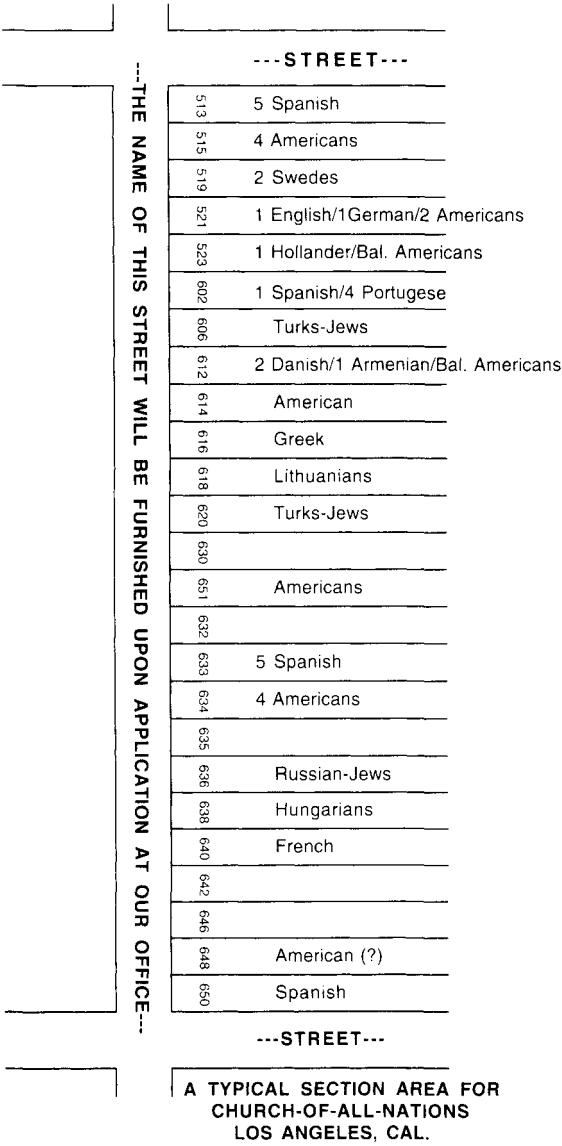 ---STREET---
---THE NAME OF THIS STREET WILL BE FURNISHED UPON APPLICATION AT OUR OFFICE---
513 5 Spanish
515 4 Americans
519 2 Swedes
521 1 English/1German/2 Americans
523 1 Hollander/Bal. Americans
602 1 Spanish/4 Portugese
606 Turks-Jews
612 2 Danish/1 Armenian/Bal. Americans
614 American
616 Greek
618 Lithuanians
620 Turks-Jews
630
651 Americans
632
633 5 Spanish
634 4 Americans
635
636 Russian-Jews
638 Hungarians
640 French
642
646
648 American (?)
650 Spanish
---STREET---
A TYPICAL SECTION AREA FOR
CHURCH-OF-ALL-NATIONS
LOS ANGELES, CAL.